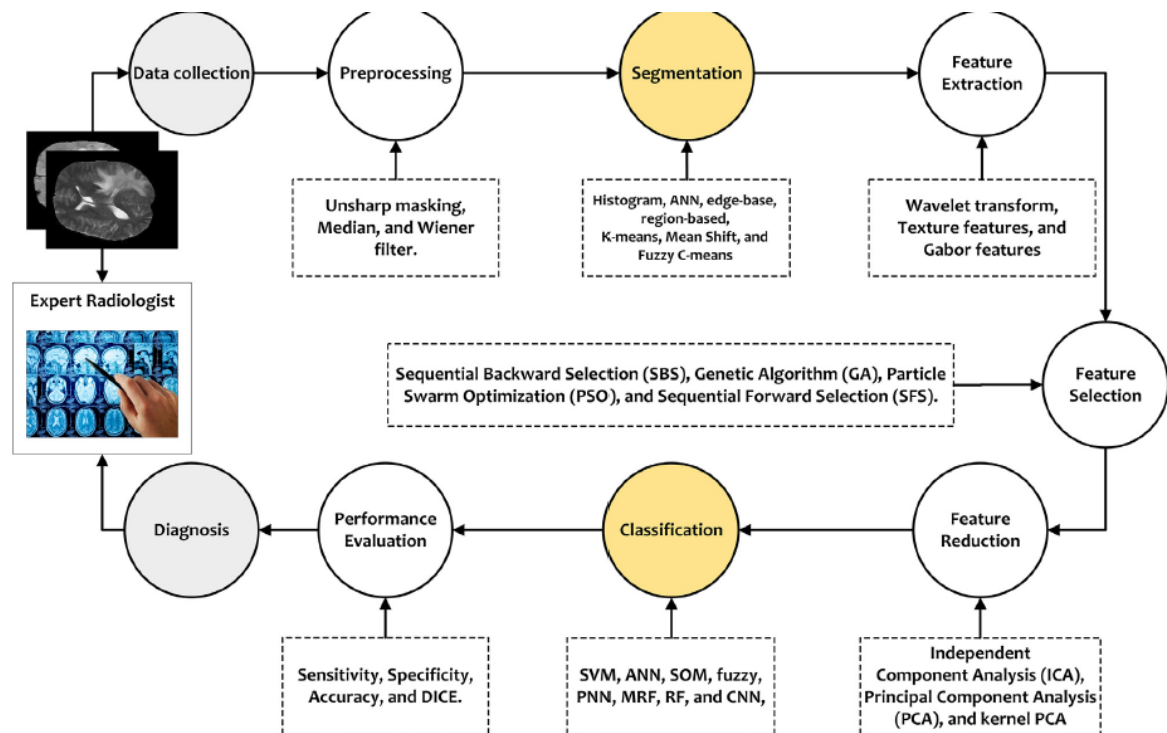 Data collection
Preprocessing
Segmentation
Feature
Extraction
Unsharp masking,
Median, and Wiener
filter.
Histogram, ANN, edge-base,
region-based,
K-means, Mean Shift, and
Fuzzy C-means
Wavelet transform,
Texture features, and
Gabor features
Expert Radiologist
Sequential Backward Selection (SBS), Genetic Algorithm (GA), Particle
Swarm Optimization (PSO), and Sequential Forward Selection (SFS).
Feature
Selection
Diagnosis
Performance
Evaluation
Classification
Feature
Reduction
Sensitivity, Specificity,
Accuracy, and DICE.
SVM, ANN, SOM, fuzzy,
PNN, MRF, RF, and CNN,
Independent
Component Analysis (ICA),
Principal Component Analysis
(PCA), and kernel PCA